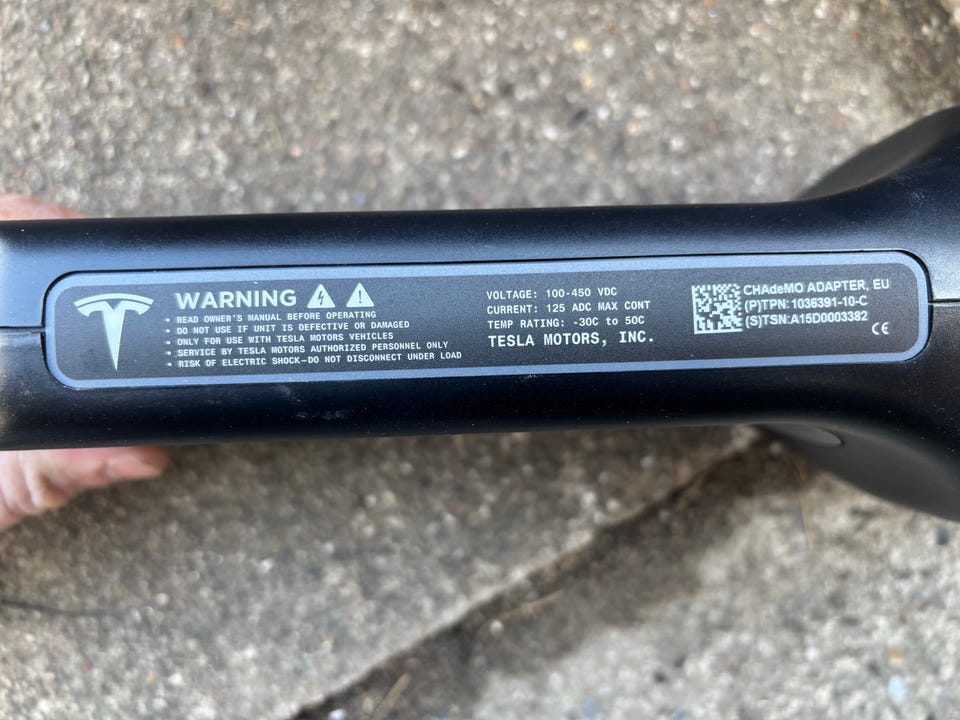 WARNING
• READ OWNER'S MANUAL BEFORE OPERATING
• DO NOT USE IF UNIT IS DEFECTIVE OR DAMAGED
• ONLY FOR USE WITH TESLA MOTORS VEHICLES
• SERVICE BY TESLA MOTORS AUTHORIZED PERSONNEL ONLY
• RISK OF ELECTRIC SHOCK-DO NOT DISCONNECT UNDER LOAD
VOLTAGE: 100-450 VDC
CURRENT: 125 ADC MAX CONT
TEMP RATING: -30C to 50C
TESLA MOTORS, INC.
CHAdeMO ADAPTER, EU
(P)TPN: 1036391-10-C
(S)TSN:A15D0003382
CE